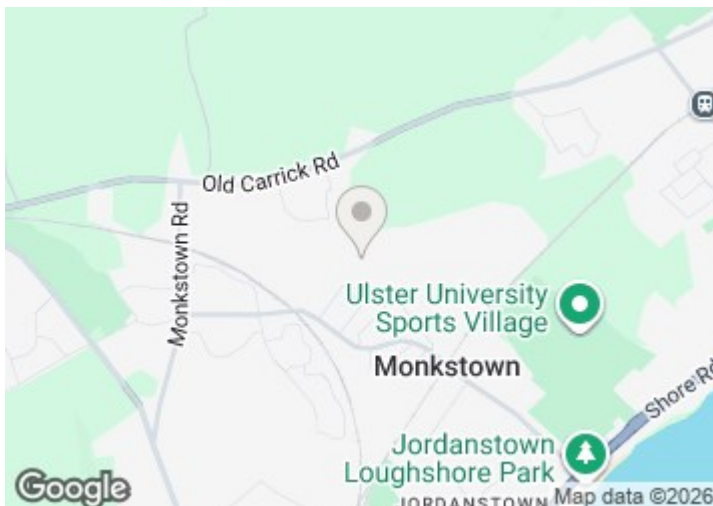 Old Carrick Rd
Monkstown Rd
Ulster University
Sports Village
Monkstown
Shore Rd
Jordanstown
Loughshore Park
JORDANSTOWN
Google
Map data ©2026